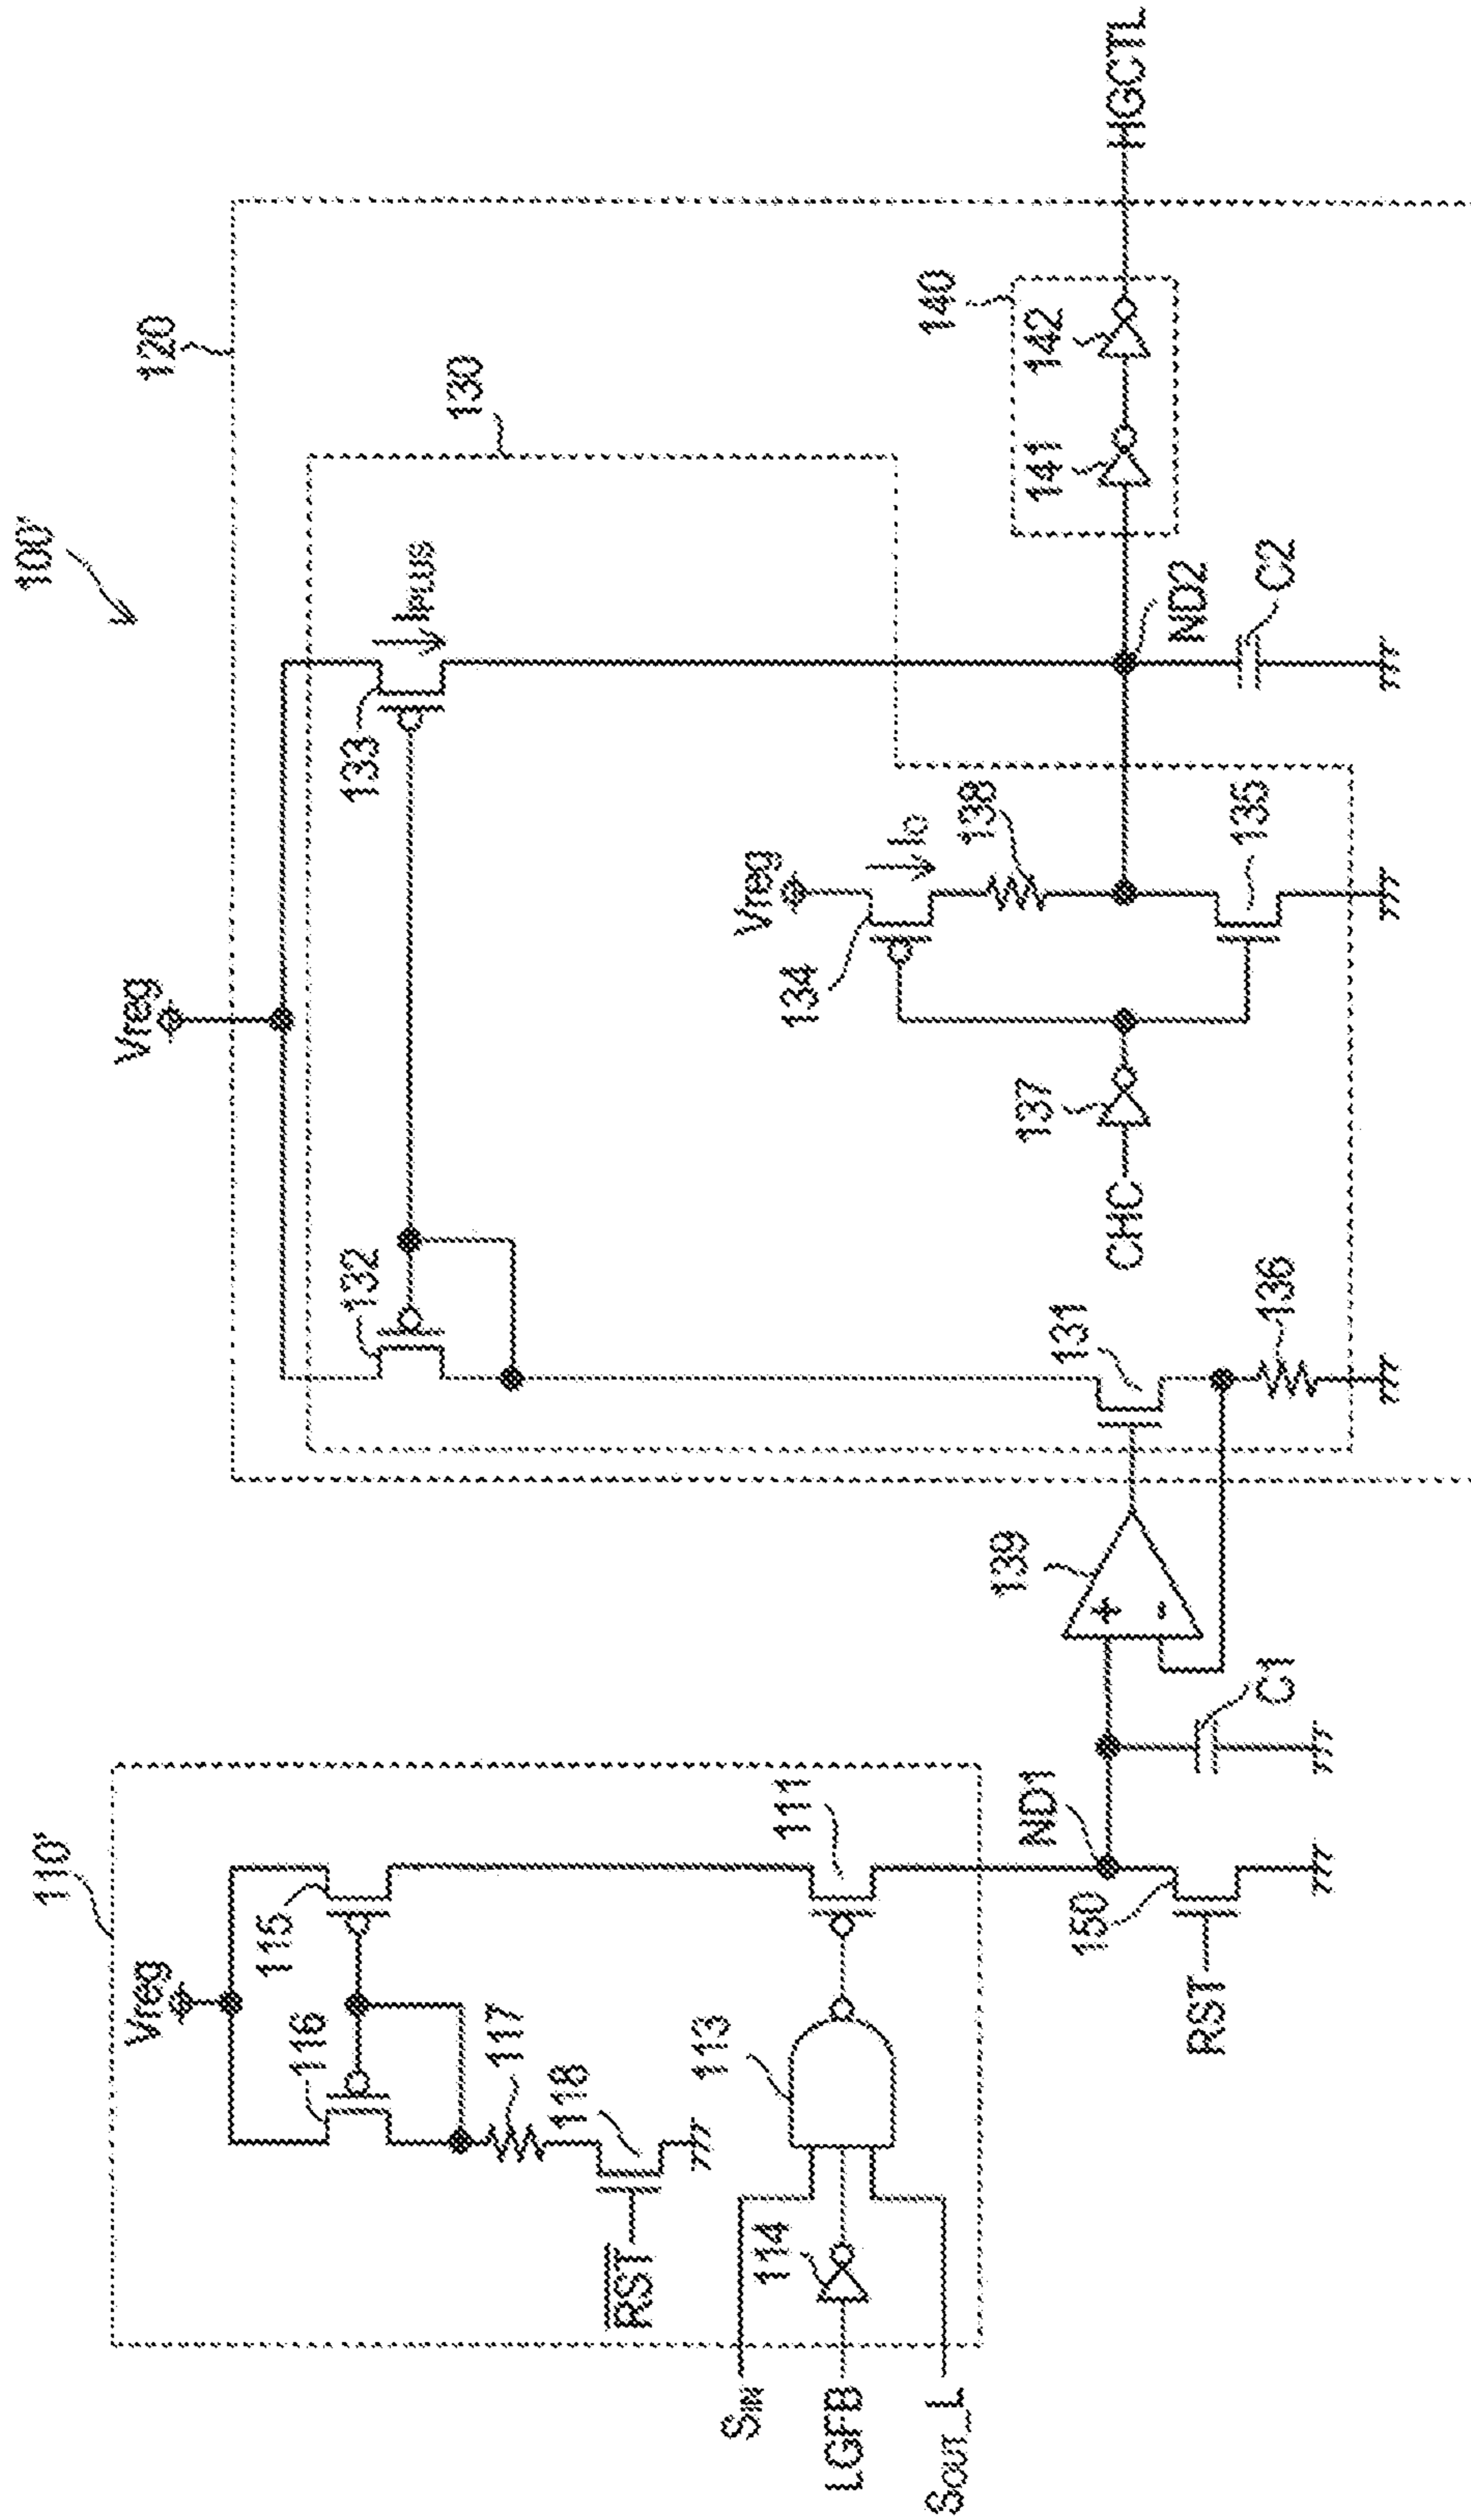 100'
120
130
110'
Vreg
Vreg
116
115
117
118
RST
113
114
111
SIN
LGFB
SOUT_L
ND1
150
RST
C1
139
132
133
IPLUS
131
136
CHC
137
134
Vreg
IO
138
135
ND2
C2
140
141
142
HGCTL